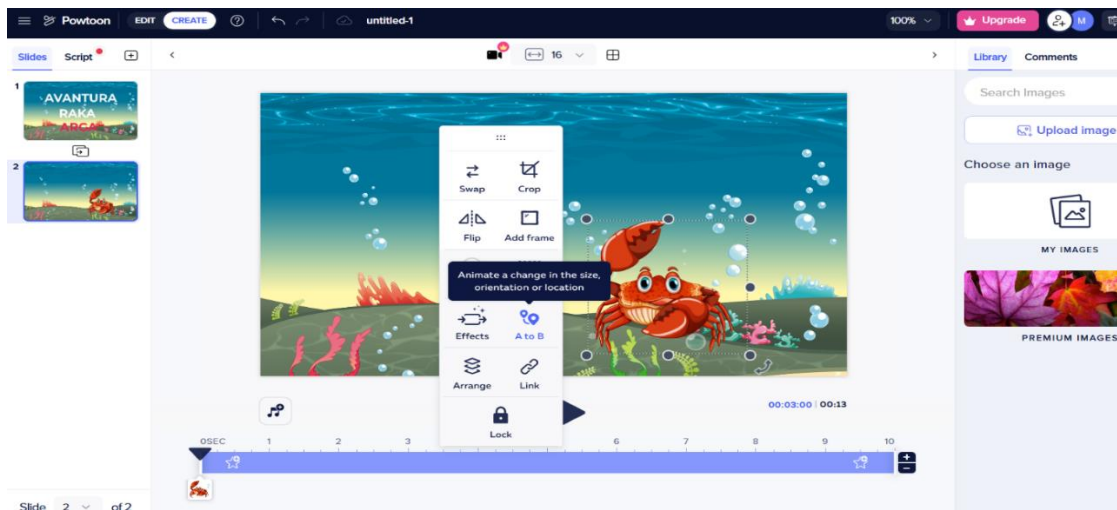 Powtoon EDIT CREATE untitled-1 100% Upgrade M
Slides Script 16 Library Comments
1
AVANTURA
RAKA
ARGA
2
Search Images
Upload image
Choose an image
MY IMAGES
PREMIUM IMAGES
Swap Crop
Flip Add frame
Animate a change in the size,
orientation or location
Effects A to B
Arrange Link
Lock
00:03:00 00:13
0SEC 1 2 3 6 7 8 9 10
Slide 2 of 2